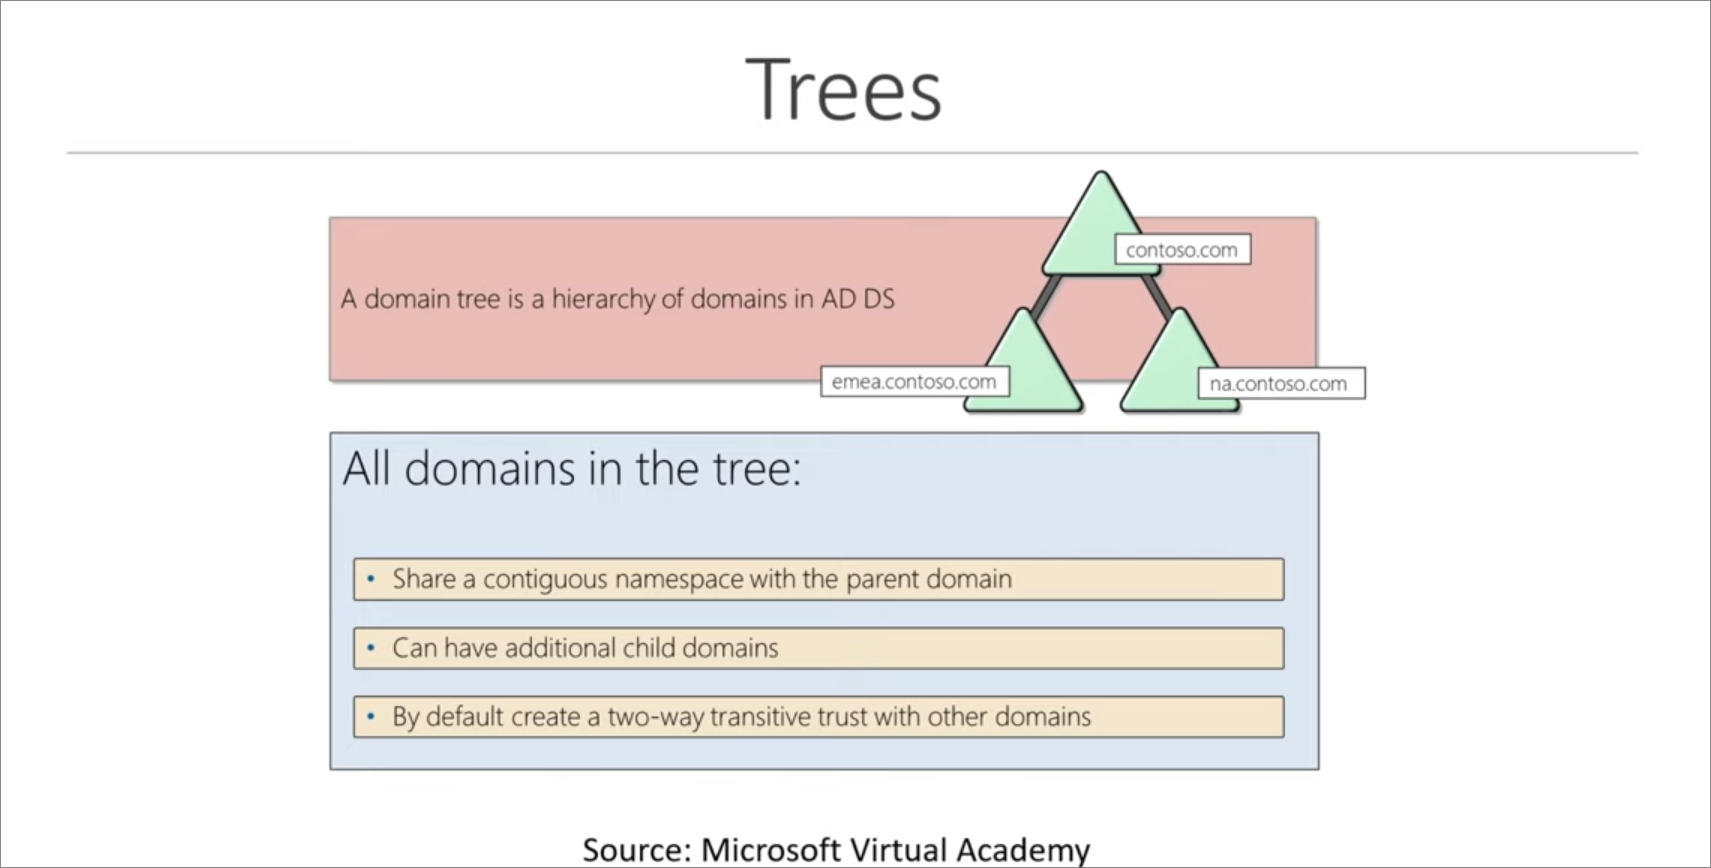 Trees
A domain tree is a hierarchy of domains in AD DS
contoso.com
emea.contoso.com
na.contoso.com
All domains in the tree:
• Share a contiguous namespace with the parent domain
• Can have additional child domains
• By default create a two-way transitive trust with other domains
Source: Microsoft Virtual Academy